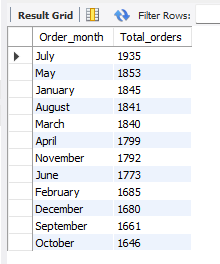 Result Grid Filter Rows:
Order_month Total_orders
July 1935
May 1853
January 1845
August 1841
March 1840
April 1799
November 1792
June 1773
February 1685
December 1680
September 1661
October 1646